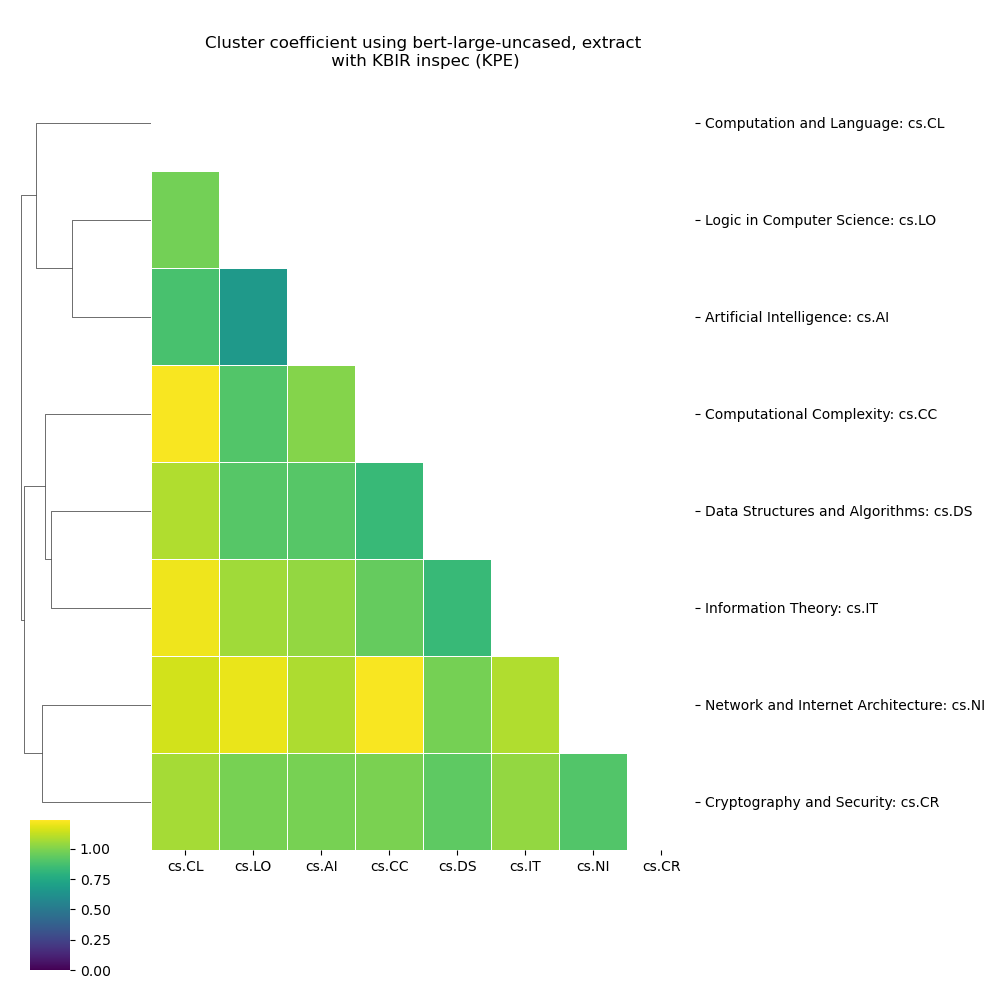 Cluster coefficient using bert-large-uncased, extract
with KBIR inspec (KPE)
Computation and Language: cs.CL
Logic in Computer Science: cs.LO
Artificial Intelligence: cs.AI
Computational Complexity: cs.CC
Data Structures and Algorithms: cs.DS
Information Theory: cs.IT
Network and Internet Architecture: cs.NI
Cryptography and Security: cs.CR
cs.CL cs.LO cs.AI cs.CC cs.DS cs.IT cs.NI cs.CR
1.00
0.75
0.50
0.25
0.00